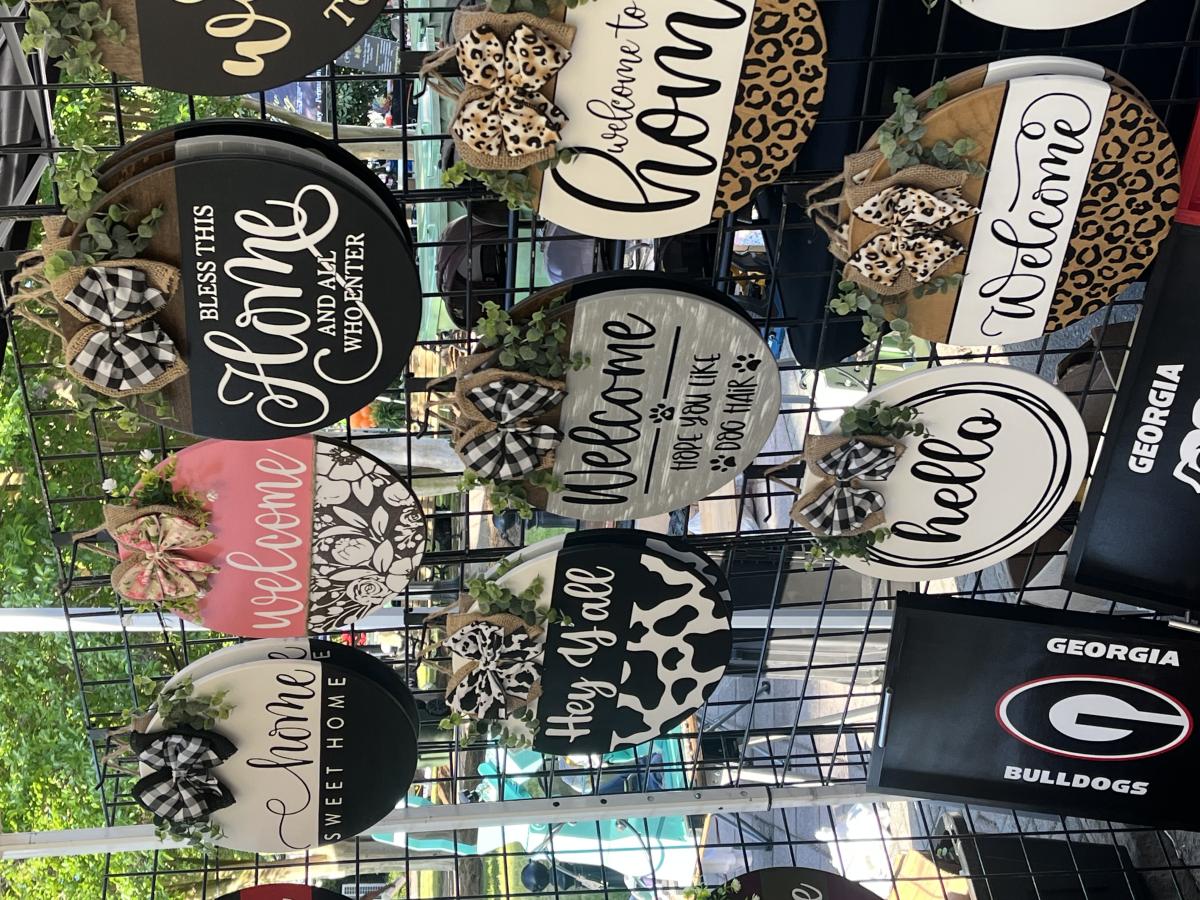 home
SWEET HOME
welcome
BLESS THIS
Home
AND ALL
WHO ENTER
TO
Hey Y'all
Welcome
HOPE YOU LIKE
DOG HAIR
welcome to
hello
Welcome
GEORGIA
G
BULLDOGS
GEORGIA